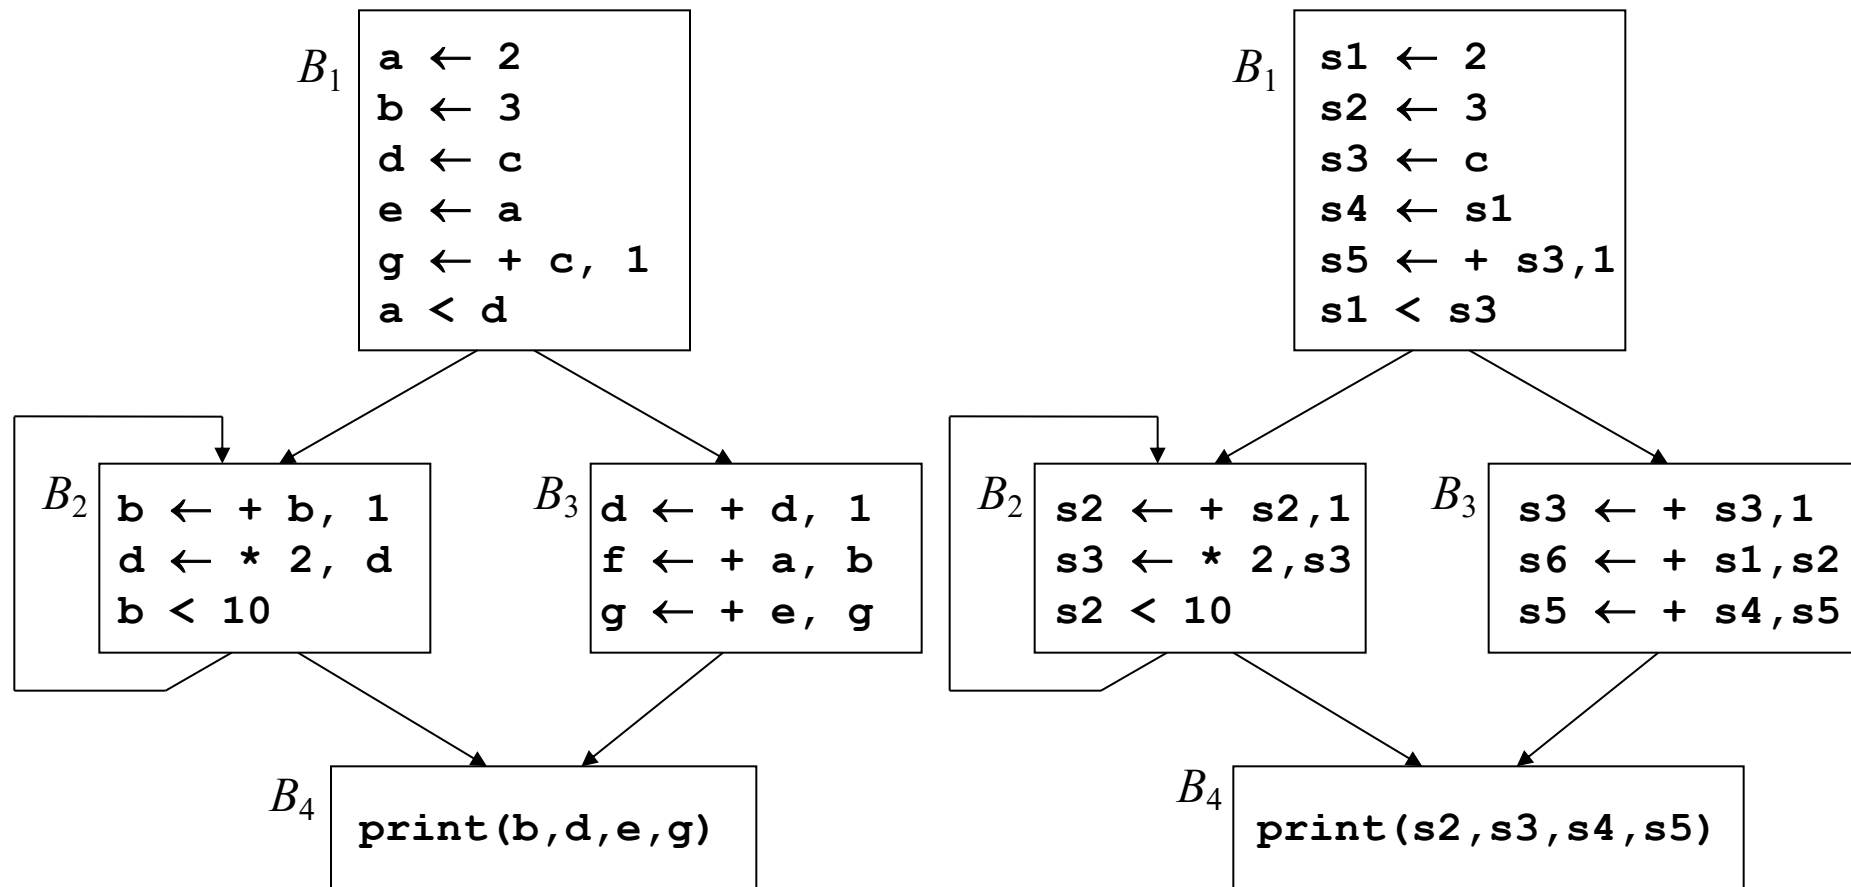 B₁
a ← 2
b ← 3
d ← c
e ← a
g ← + c, 1
a < d
B₂
b ← + b, 1
d ← * 2, d
b < 10
B₃
d ← + d, 1
f ← + a, b
g ← + e, g
B₄
print(b,d,e,g)
B₁
s1 ← 2
s2 ← 3
s3 ← c
s4 ← s1
s5 ← + s3,1
s1 < s3
B₂
s2 ← + s2,1
s3 ← * 2,s3
s2 < 10
B₃
s3 ← + s3,1
s6 ← + s1,s2
s5 ← + s4,s5
B₄
print(s2,s3,s4,s5)